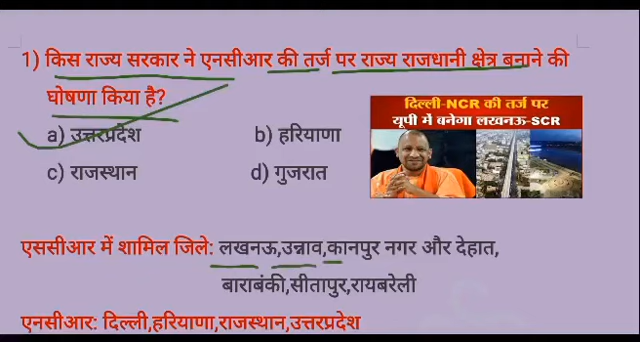 1) किस राज्य सरकार ने एनसीआर की तर्ज पर राज्य राजधानी क्षेत्र बनाने की
घोषणा किया है?
a) उत्तरप्रदेश b) हरियाणा
c) राजस्थान d) गुजरात
दिल्ली-NCR की तर्ज पर
यूपी में बनेगा लखनऊ-SCR
एससीआर में शामिल जिले: लखनऊ,उन्नाव,कानपुर नगर और देहात,
बाराबंकी,सीतापुर,रायबरेली
एनसीआर: दिल्ली,हरियाणा,राजस्थान,उत्तरप्रदेश